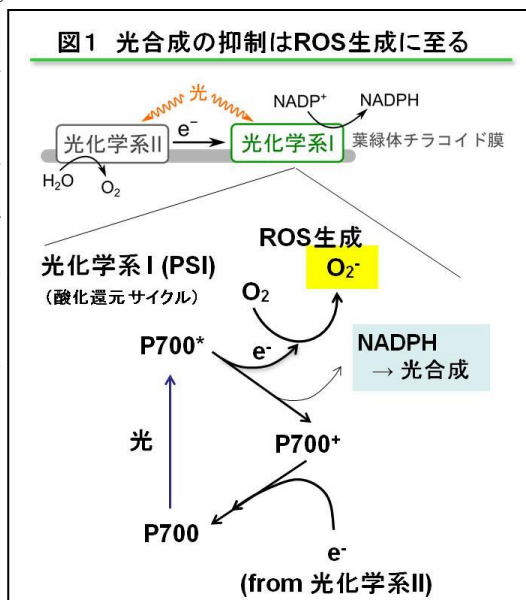 図1 光合成の抑制はROS生成に至る
光
NADP⁺
NADPH
光化学系II
e⁻
光化学系I
葉緑体チラコイド膜
H₂O
O₂
ROS生成
O₂⁻
光化学系 I (PSI)
(酸化還元サイクル)
O₂
P700*
e⁻
NADPH
→ 光合成
光
P700⁺
P700
e⁻
(from 光化学系II)